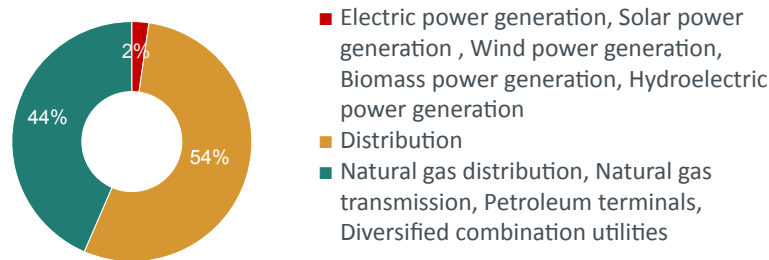 2%
44%
54%
Electric power generation, Solar power
generation , Wind power generation,
Biomass power generation, Hydroelectric
power generation
Distribution
Natural gas distribution, Natural gas
transmission, Petroleum terminals,
Diversified combination utilities